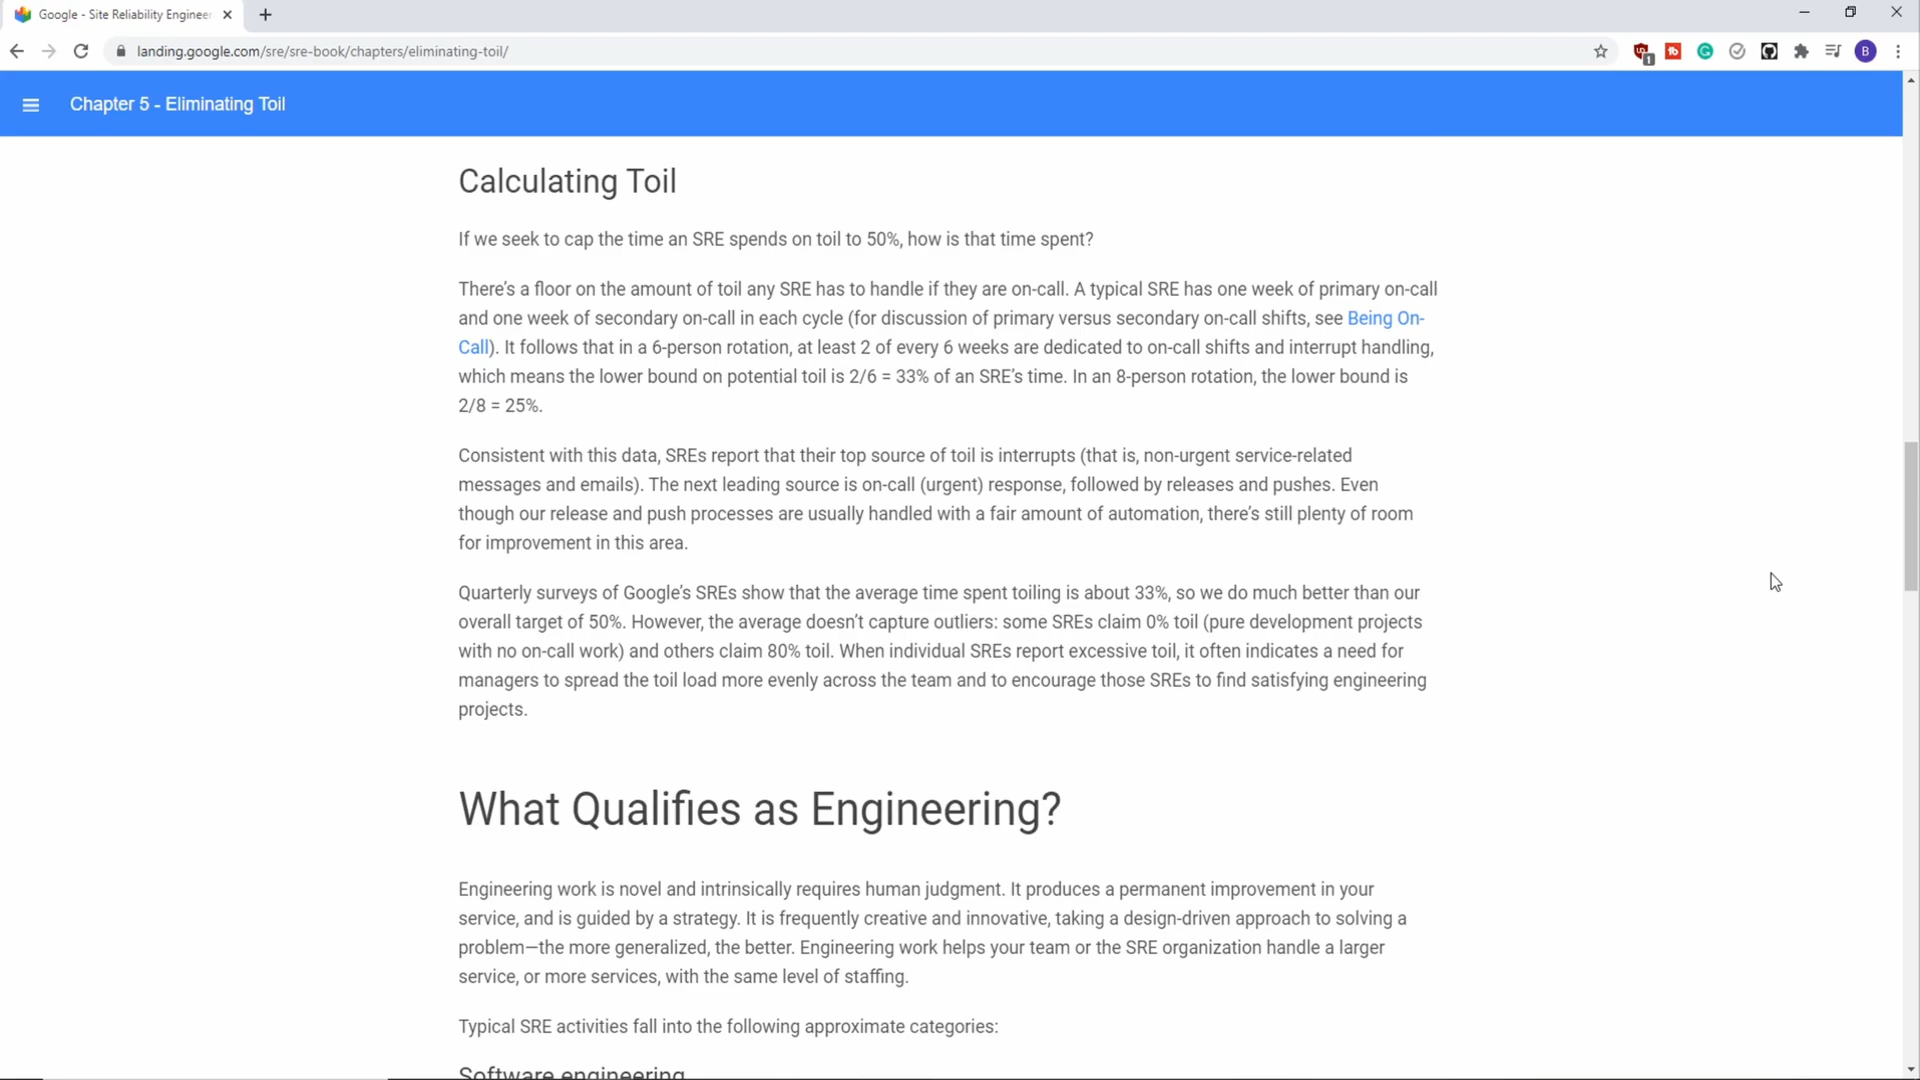 Google - Site Reliability Engineer
landing.google.com/sre/sre-book/chapters/eliminating-toil/
1
B
Chapter 5 - Eliminating Toil
Calculating Toil
If we seek to cap the time an SRE spends on toil to 50%, how is that time spent?
There’s a floor on the amount of toil any SRE has to handle if they are on-call. A typical SRE has one week of primary on-call
and one week of secondary on-call in each cycle (for discussion of primary versus secondary on-call shifts, see Being On-
Call). It follows that in a 6-person rotation, at least 2 of every 6 weeks are dedicated to on-call shifts and interrupt handling,
which means the lower bound on potential toil is 2/6 = 33% of an SRE’s time. In an 8-person rotation, the lower bound is
2/8 = 25%.
Consistent with this data, SREs report that their top source of toil is interrupts (that is, non-urgent service-related
messages and emails). The next leading source is on-call (urgent) response, followed by releases and pushes. Even
though our release and push processes are usually handled with a fair amount of automation, there’s still plenty of room
for improvement in this area.
Quarterly surveys of Google’s SREs show that the average time spent toiling is about 33%, so we do much better than our
overall target of 50%. However, the average doesn’t capture outliers: some SREs claim 0% toil (pure development projects
with no on-call work) and others claim 80% toil. When individual SREs report excessive toil, it often indicates a need for
managers to spread the toil load more evenly across the team and to encourage those SREs to find satisfying engineering
projects.
What Qualifies as Engineering?
Engineering work is novel and intrinsically requires human judgment. It produces a permanent improvement in your
service, and is guided by a strategy. It is frequently creative and innovative, taking a design-driven approach to solving a
problem—the more generalized, the better. Engineering work helps your team or the SRE organization handle a larger
service, or more services, with the same level of staffing.
Typical SRE activities fall into the following approximate categories:
Software engineering